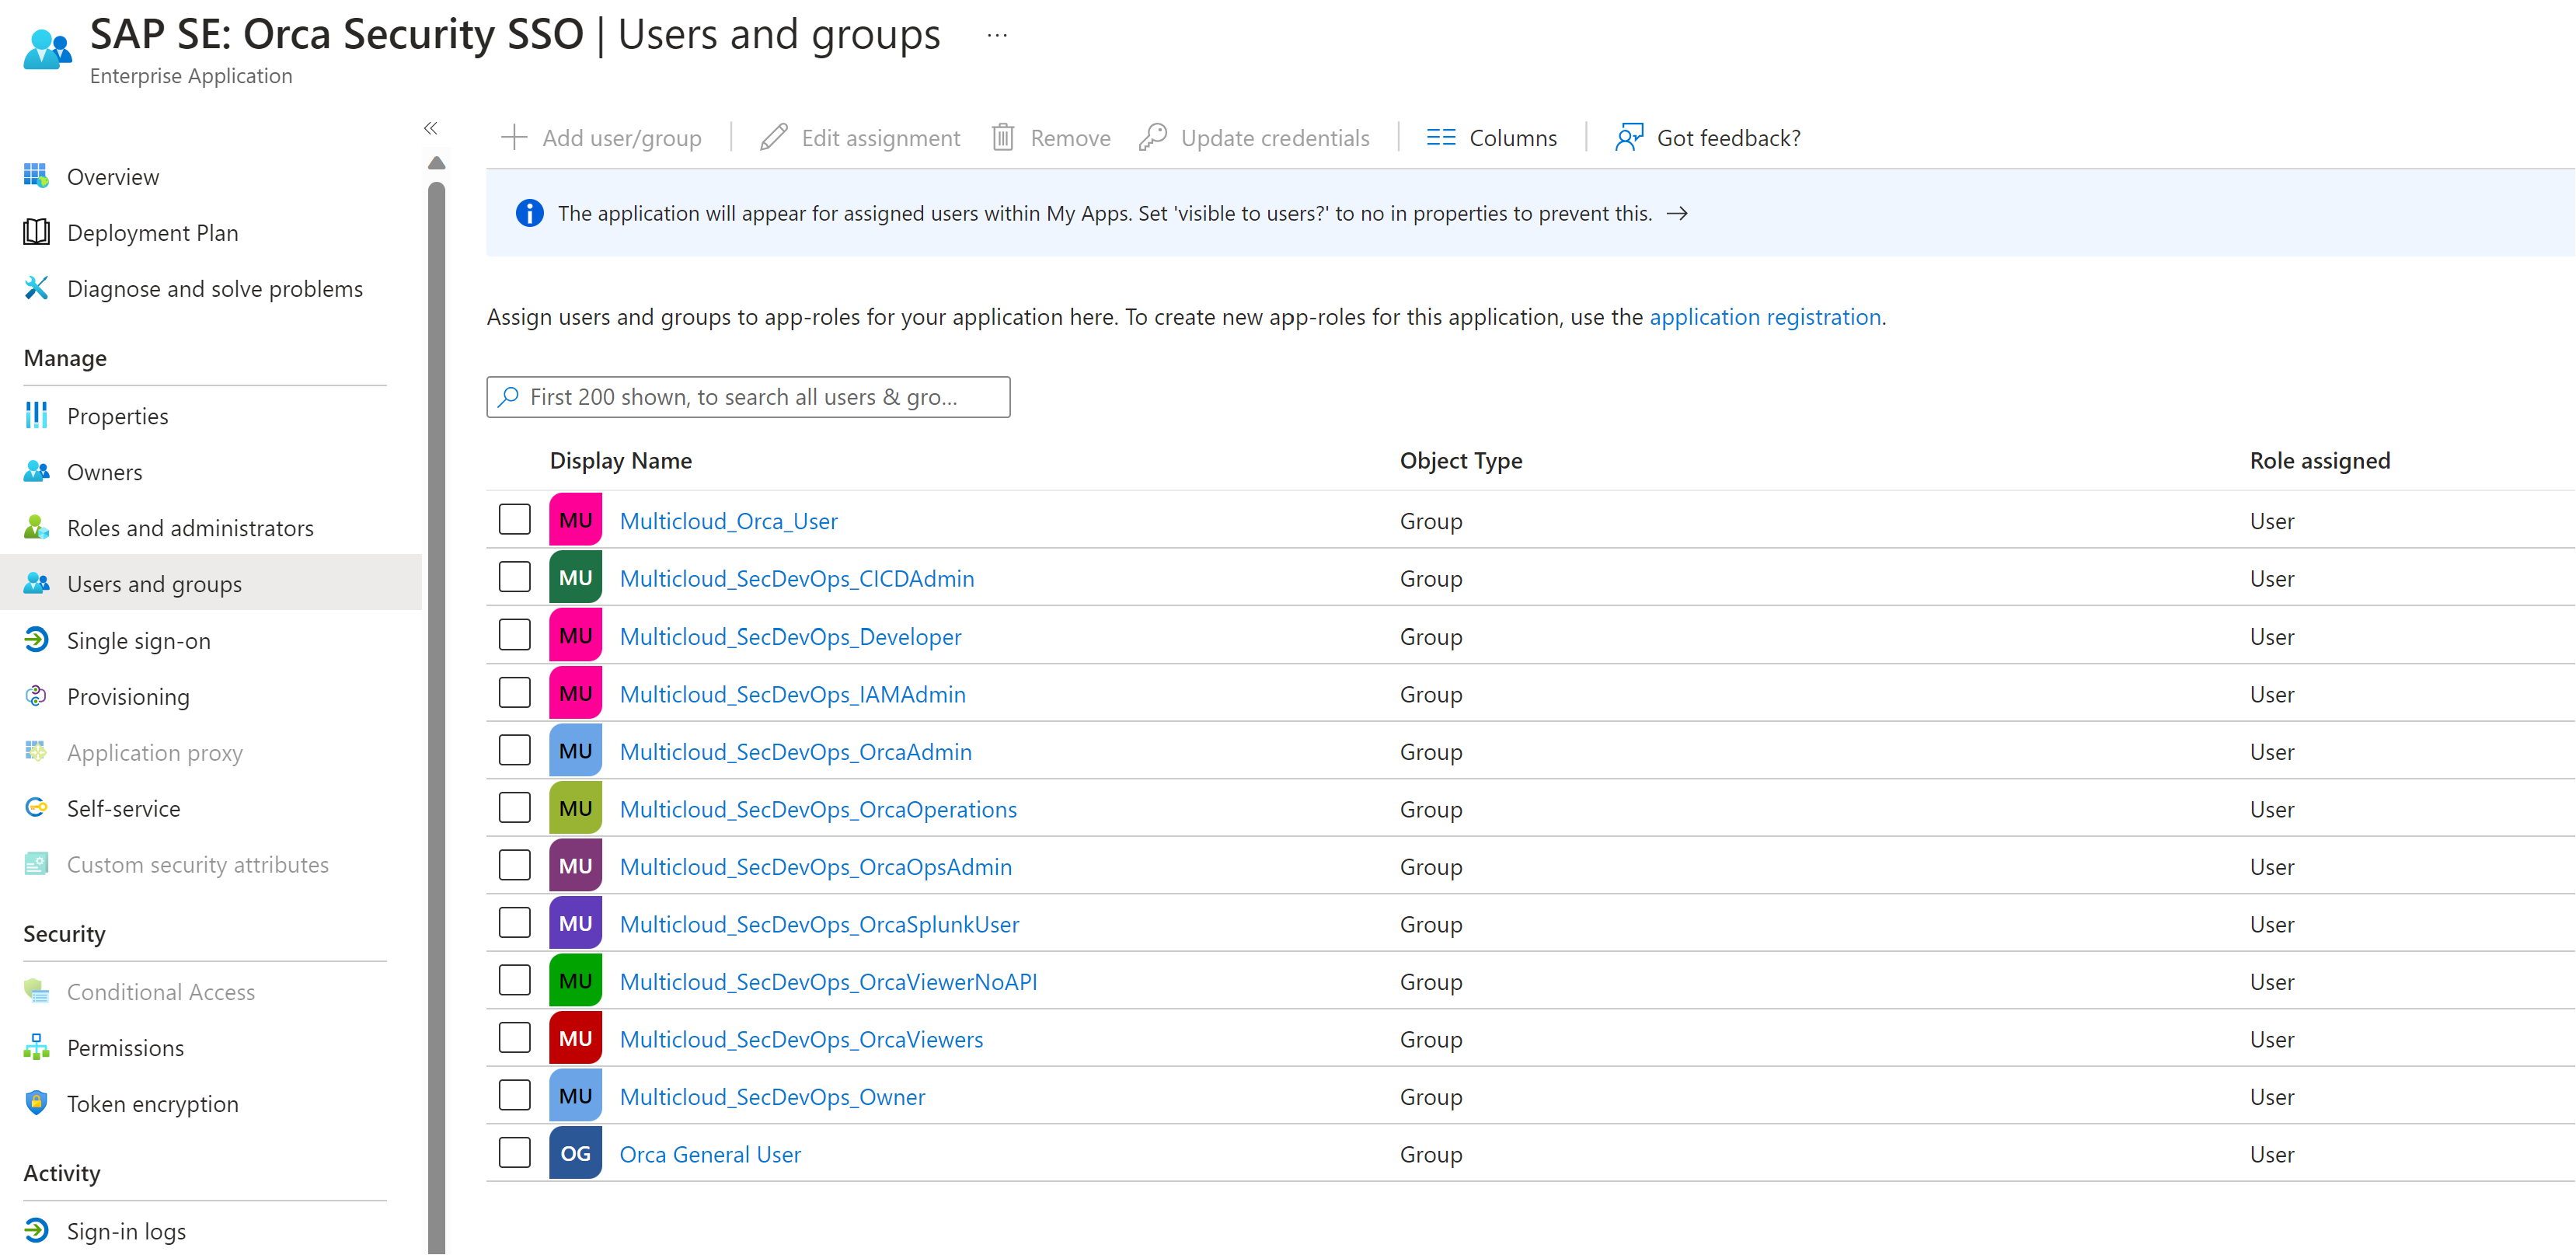 SAP SE: Orca Security SSO | Users and groups ...
Enterprise Application
«
Overview
Deployment Plan
Diagnose and solve problems
Manage
Properties
Owners
Roles and administrators
Users and groups
Single sign-on
Provisioning
Application proxy
Self-service
Custom security attributes
Security
Conditional Access
Permissions
Token encryption
Activity
Sign-in logs
Add user/group | Edit assignment Remove Update credentials | Columns | Got feedback?
The application will appear for assigned users within My Apps. Set 'visible to users?' to no in properties to prevent this. →
Assign users and groups to app-roles for your application here. To create new app-roles for this application, use the application registration.
First 200 shown, to search all users & gro...
Display Name Object Type Role assigned
MU Multicloud_Orca_User Group User
MU Multicloud_SecDevOps_CICDAdmin Group User
MU Multicloud_SecDevOps_Developer Group User
MU Multicloud_SecDevOps_IAMAdmin Group User
MU Multicloud_SecDevOps_OrcaAdmin Group User
MU Multicloud_SecDevOps_OrcaOperations Group User
MU Multicloud_SecDevOps_OrcaOpsAdmin Group User
MU Multicloud_SecDevOps_OrcaSplunkUser Group User
MU Multicloud_SecDevOps_OrcaViewerNoAPI Group User
MU Multicloud_SecDevOps_OrcaViewers Group User
MU Multicloud_SecDevOps_Owner Group User
OG Orca General User Group User